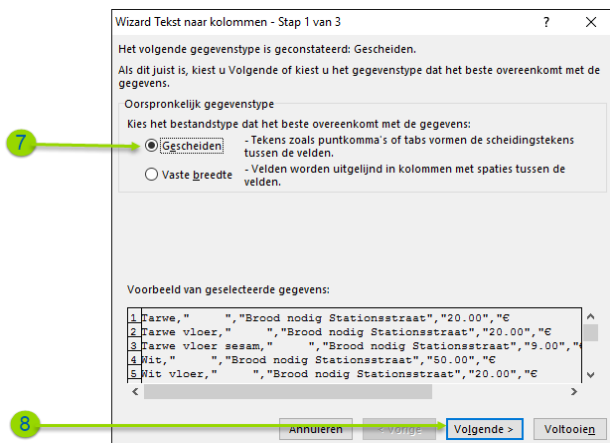 Wizard Tekst naar kolommen - Stap 1 van 3 ? ×
Het volgende gegevenstype is geconstateerd: Gescheiden.
Als dit juist is, kiest u Volgende of kiest u het gegevenstype dat het beste overeenkomt met de
gegevens.
Oorspronkelijk gegevenstype
Kies het bestandstype dat het beste overeenkomt met de gegevens:
7
Gescheiden - Tekens zoals puntkomma's of tabs vormen de scheidingstekens
tussen de velden.
Vaste breedte - Velden worden uitgelijnd in kolommen met spaties tussen de
velden.
Voorbeeld van geselecteerde gegevens:
1 Tarwe," ","Brood nodig Stationsstraat","20.00","€
2 Tarwe vloer," ","Brood nodig Stationsstraat","20.00","€
3 Tarwe vloer sesam," ","Brood nodig Stationsstraat","9.00","€
4 Wit," ","Brood nodig Stationsstraat","50.00","€
5 Wit vloer," ","Brood nodig Stationsstraat","20.00","€
8
Annuleren < Vorige Volgende > Voltooien